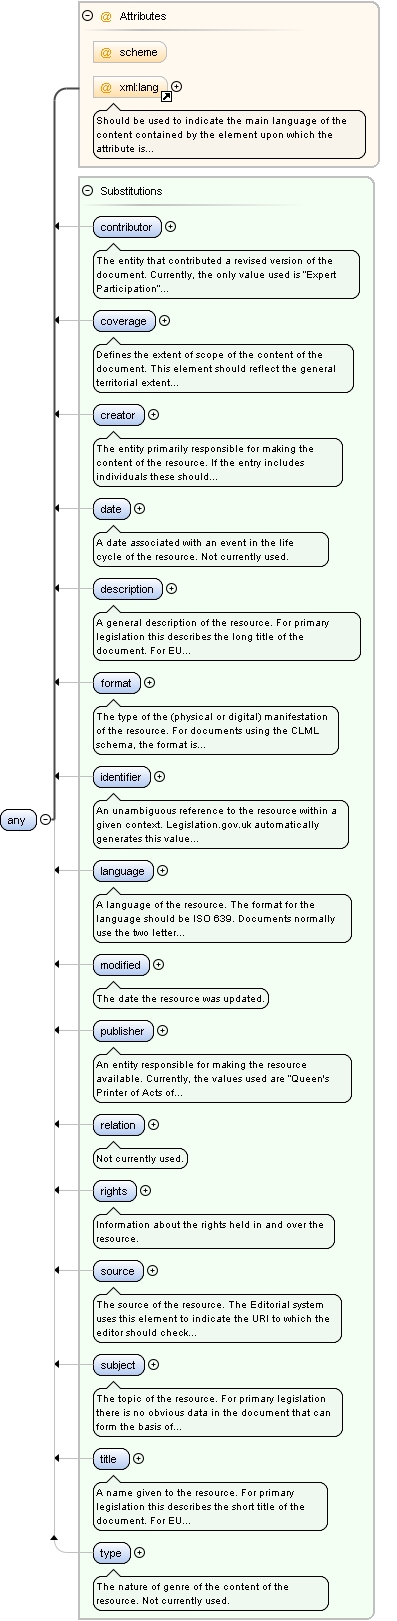 Attributes
@ scheme
@ xml:lang
Should be used to indicate the main language of the
content contained by the element upon which the
attribute is...
Substitutions
contributor
The entity that contributed a revised version of the
document. Currently, the only value used is "Expert
Participation"...
coverage
Defines the extent of scope of the content of the
document. This element should reflect the general
territorial extent...
creator
The entity primarily responsible for making the
content of the resource. If the entry includes
individuals these should...
date
A date associated with an event in the life
cycle of the resource. Not currently used.
description
A general description of the resource. For primary
legislation this describes the long title of the
document. For EU...
format
The type of the (physical or digital) manifestation
of the resource. For documents using the CLML
schema, the format is...
identifier
An unambiguous reference to the resource within a
given context. Legislation.gov.uk automatically
generates this value...
any
language
A language of the resource. The format for the
language should be ISO 639. Documents normally
use the two letter...
modified
The date the resource was updated.
publisher
An entity responsible for making the resource
available. Currently, the values used are "Queen's
Printer of Acts of...
relation
Not currently used.
rights
Information about the rights held in and over the
resource.
source
The source of the resource. The Editorial system
uses this element to indicate the URI to which the
editor should check...
subject
The topic of the resource. For primary legislation
there is no obvious data in the document that can
form the basis of...
title
A name given to the resource. For primary
legislation this describes the short title of the
document. For EU...
type
The nature of genre of the content of the
resource. Not currently used.